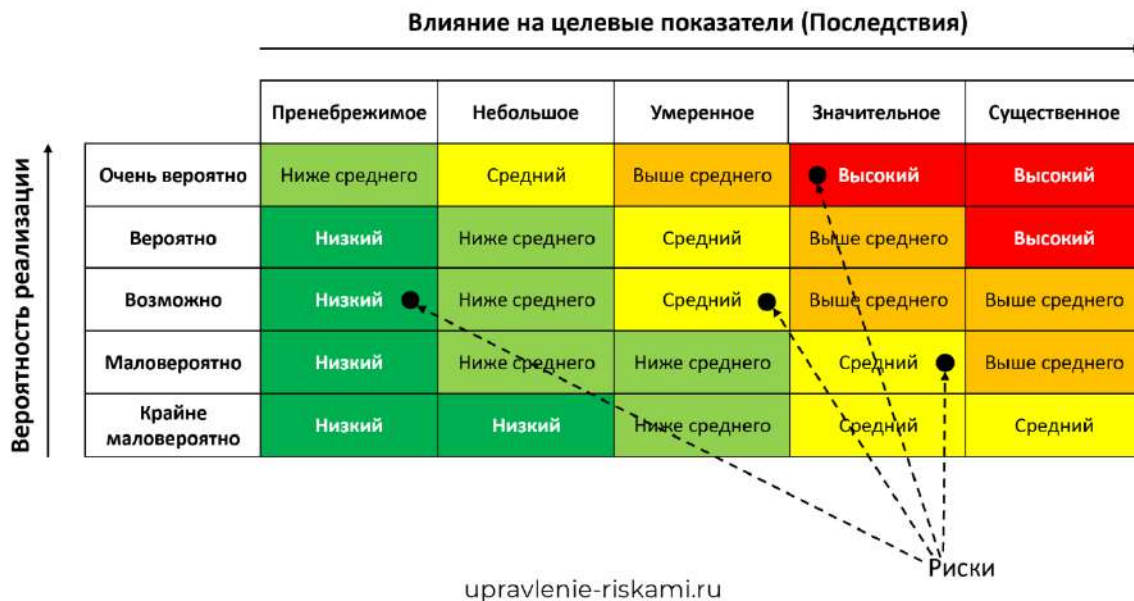 Влияние на целевые показатели (Последствия)
Пренебрежимое Небольшое Умеренное Значительное Существенное
Вероятность реализации
Очень вероятно Ниже среднего Средний Выше среднего Высокий Высокий
Вероятно Низкий Ниже среднего Средний Выше среднего Высокий
Возможно Низкий Ниже среднего Средний Выше среднего Выше среднего
Маловероятно Низкий Ниже среднего Ниже среднего Средний Выше среднего
Крайне
маловероятно Низкий Низкий Ниже среднего Средний Средний
Риски
upravlenie-riskami.ru